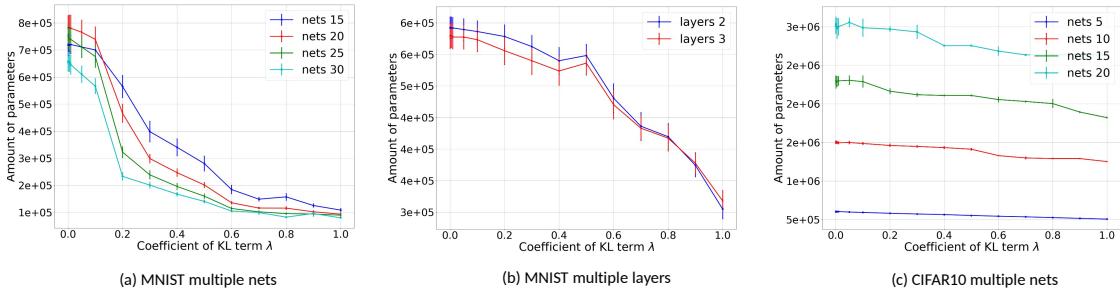 Amount of parameters
8e+05
7e+05
6e+05
5e+05
4e+05
3e+05
2e+05
1e+05
0.0 0.2 0.4 0.6 0.8 1.0
Coefficient of KL term λ
nets 15
nets 20
nets 25
nets 30
(a) MNIST multiple nets
Amount of parameters
6e+05
6e+05
5e+05
4e+05
4e+05
3e+05
0.0 0.2 0.4 0.6 0.8 1.0
Coefficient of KL term λ
layers 2
layers 3
(b) MNIST multiple layers
Amount of parameters
3e+06
2e+06
2e+06
2e+06
1e+06
5e+05
0.0 0.2 0.4 0.6 0.8 1.0
Coefficient of KL term λ
nets 5
nets 10
nets 15
nets 20
(c) CIFAR10 multiple nets